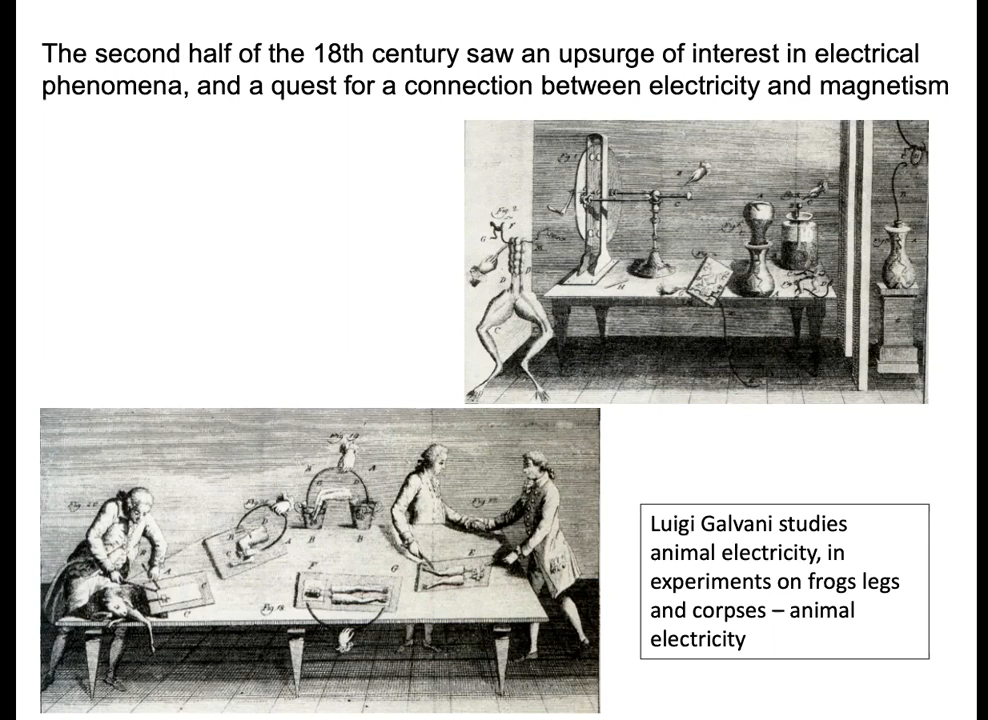 The second half of the 18th century saw an upsurge of interest in electrical
phenomena, and a quest for a connection between electricity and magnetism
Luigi Galvani studies
animal electricity, in
experiments on frogs legs
and corpses – animal
electricity